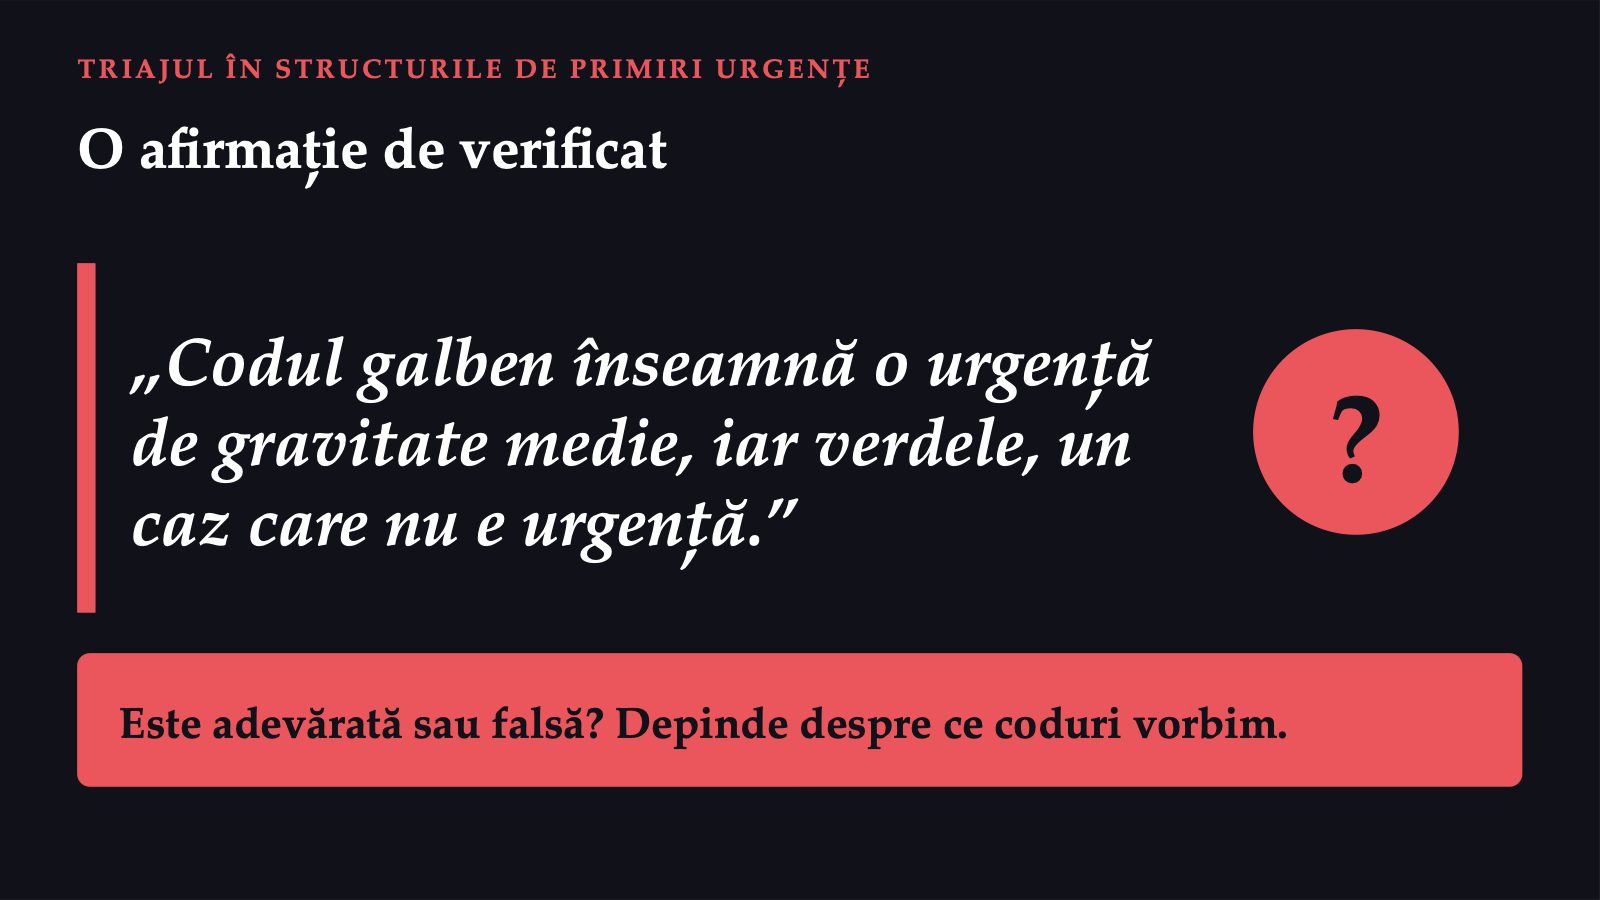 TRIAJUL ÎN STRUCTURILE DE PRIMIRI URGENȚE
O afirmație de verificat
„Codul galben înseamnă o urgență
de gravitate medie, iar verdele, un
caz care nu e urgență.”
?
Este adevărată sau falsă? Depinde despre ce coduri vorbim.